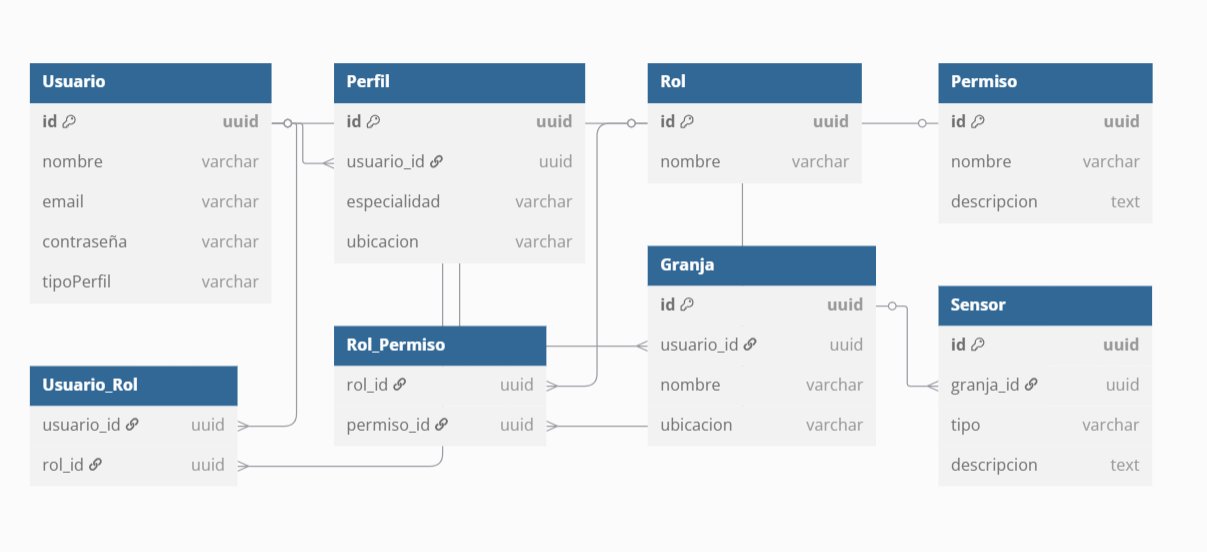 Usuario
id uuid
nombre varchar
email varchar
contraseña varchar
tipoPerfil varchar
Perfil
id uuid
usuario_id uuid
especialidad varchar
ubicacion varchar
Rol
id uuid
nombre varchar
Permiso
id uuid
nombre varchar
descripcion text
Granja
id uuid
usuario_id uuid
nombre varchar
ubicacion varchar
Sensor
id uuid
granja_id uuid
tipo varchar
descripcion text
Rol_Permiso
rol_id uuid
permiso_id uuid
Usuario_Rol
usuario_id uuid
rol_id uuid